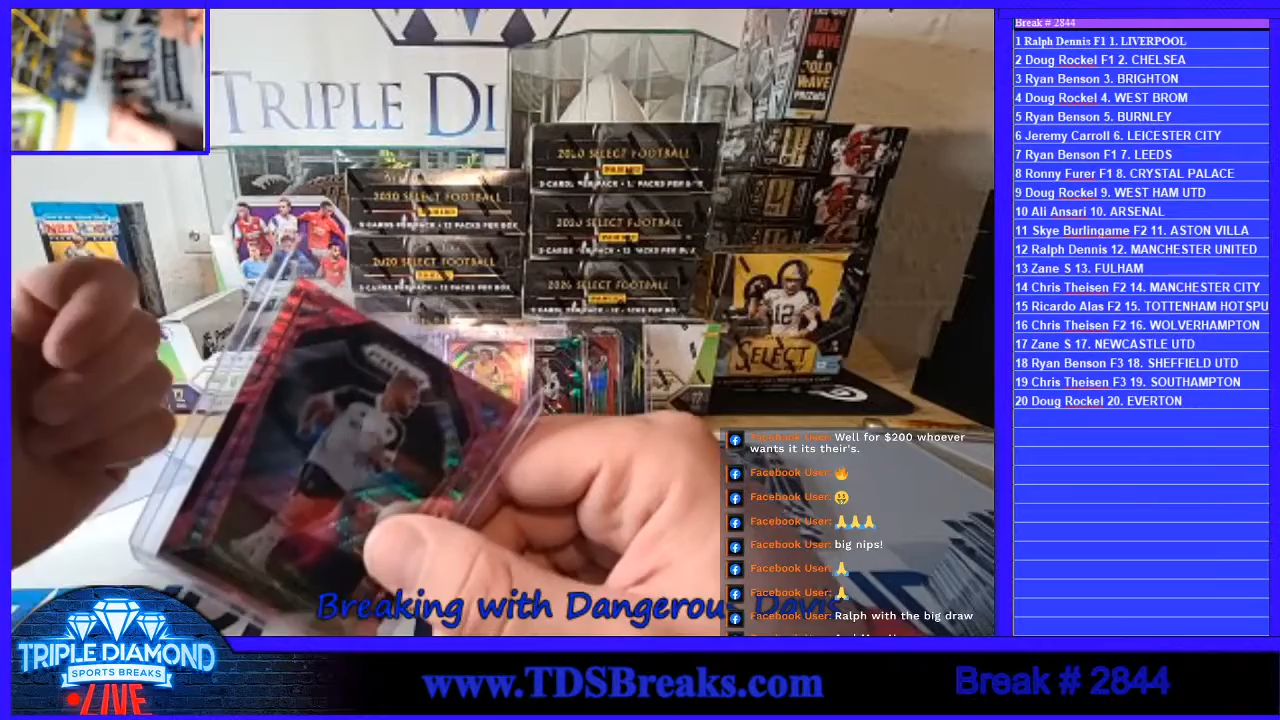 Break # 2844
1 Ralph Dennis F1 1. LIVERPOOL
2 Doug Rockel F1 2. CHELSEA
3 Ryan Benson 3. BRIGHTON
4 Doug Rockel 4. WEST BROM
5 Ryan Benson 5. BURNLEY
6 Jeremy Carroll 6. LEICESTER CITY
7 Ryan Benson F1 7. LEEDS
8 Ronny Furer F1 8. CRYSTAL PALACE
9 Doug Rockel 9. WEST HAM UTD
10 Ali Ansari 10. ARSENAL
11 Skye Burlingame F2 11. ASTON VILLA
12 Ralph Dennis 12. MANCHESTER UNITED
13 Zane S 13. FULHAM
14 Chris Theisen F2 14. MANCHESTER CITY
15 Ricardo Alas F2 15. TOTTENHAM HOTSPU
16 Chris Theisen F2 16. WOLVERHAMPTON
17 Zane S 17. NEWCASTLE UTD
18 Ryan Benson F3 18. SHEFFIELD UTD
19 Chris Theisen F3 19. SOUTHAMPTON
20 Doug Rockel 20. EVERTON
TRIPLE DI
2020 SELECT FOOTBALL
2020 SELECT FOOTBALL
2020 SELECT FOOTBALL
2020 SELECT FOOTBALL
2020 SELECT FOOTBALL
NBA
SELECT
12
PRIZM
Facebook User: Well for $200 whoever
wants it its their's.
Facebook User: 🔥
Facebook User: 🤑
Facebook User: 🙏🙏🙏
Facebook User: big nips!
Facebook User: 🙏
Facebook User: 🙏
Facebook User: Ralph with the big draw
Breaking with Dangerous Davis
TRIPLE DIAMOND
SPORTS BREAKS
LIVE
www.TDSBreaks.com
Break # 2844